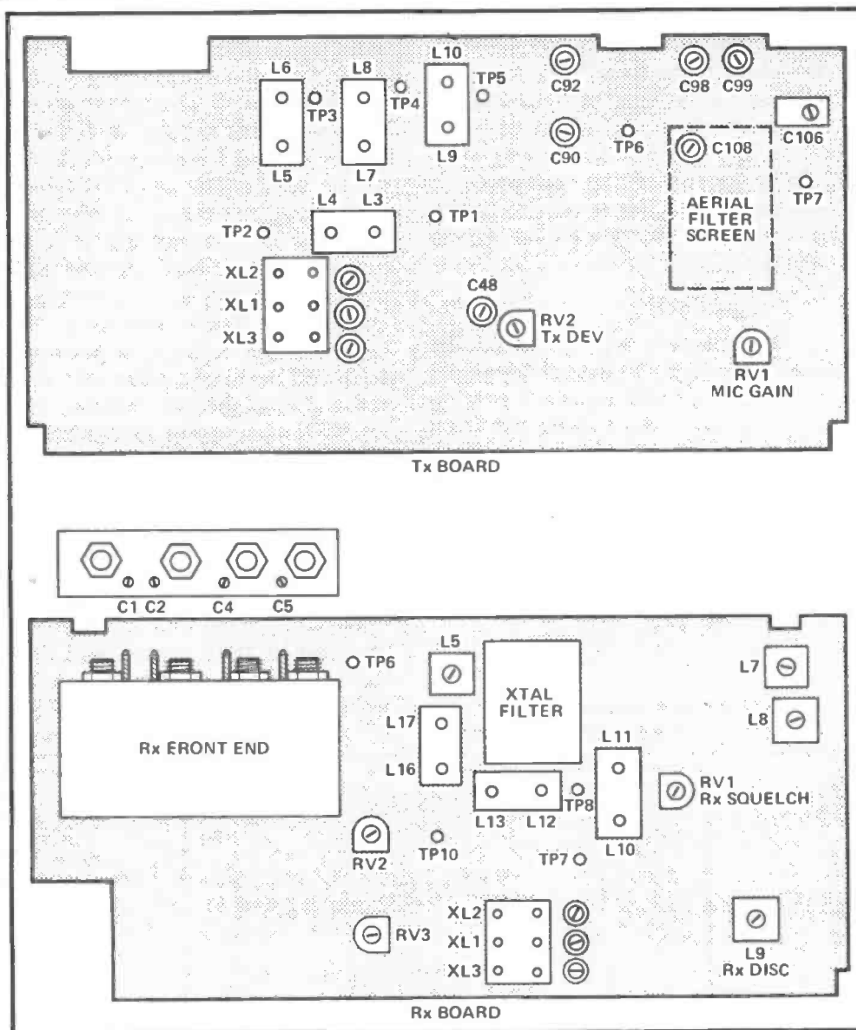 L6
L8
L10
TP3
TP4
TP5
C92
C98
C99
C106
L5
L7
L9
C90
TP6
C108
TP7
AERIAL
FILTER
SCREEN
L4
L3
TP2
TP1
XL2
XL1
XL3
C48
RV2
Tx DEV
RV1
MIC GAIN
Tx BOARD
C1
C2
C4
C5
TP6
L5
L7
L8
XTAL
FILTER
Rx ERONT END
L17
L16
L11
L13
L12
TP8
L10
RV1
Rx SQUELCH
RV2
TP10
TP7
RV3
XL2
XL1
XL3
L9
Rx DISC
Rx BOARD